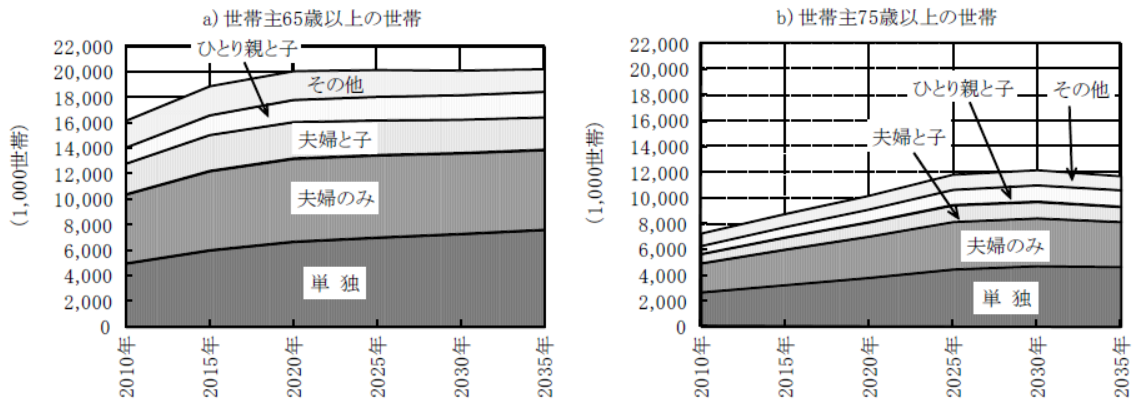 a) 世帯主65歳以上の世帯
(1,000世帯)
22,000
20,000
18,000
16,000
14,000
12,000
10,000
8,000
6,000
4,000
2,000
0
ひとり親と子
その他
夫婦と子
夫婦のみ
単 独
2010年
2015年
2020年
2025年
2030年
2035年
b) 世帯主75歳以上の世帯
(1,000世帯)
22,000
20,000
18,000
16,000
14,000
12,000
10,000
8,000
6,000
4,000
2,000
0
ひとり親と子
その他
夫婦と子
夫婦のみ
単 独
2010年
2015年
2020年
2025年
2030年
2035年